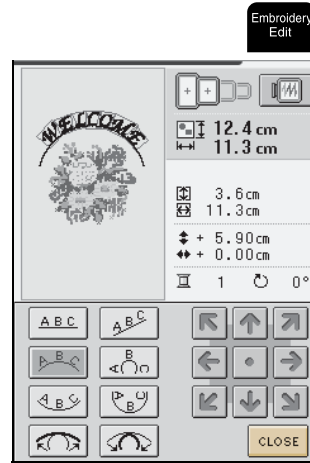 Embroidery
Edit
WELCOME
12.4 cm
11.3 cm
3.6cm
11.3cm
+ 5.90cm
+ 0.00cm
1 0°
ABC ABC
ABC ABC
ABC ABC
CLOSE